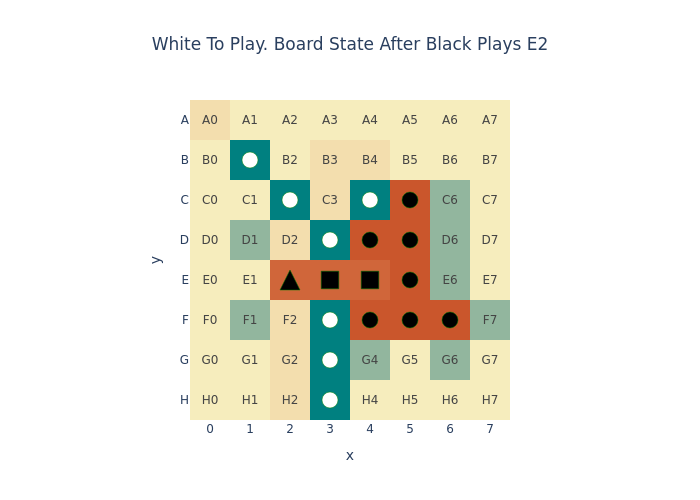 White To Play. Board State After Black Plays E2
A A0 A1 A2 A3 A4 A5 A6 A7
B B0 B2 B3 B4 B5 B6 B7
C C0 C1 C3 C6 C7
D D0 D1 D2 D6 D7
y
E E0 E1 E6 E7
F F0 F1 F2 F7
G G0 G1 G2 G4 G5 G6 G7
H H0 H1 H2 H4 H5 H6 H7
0 1 2 3 4 5 6 7
x